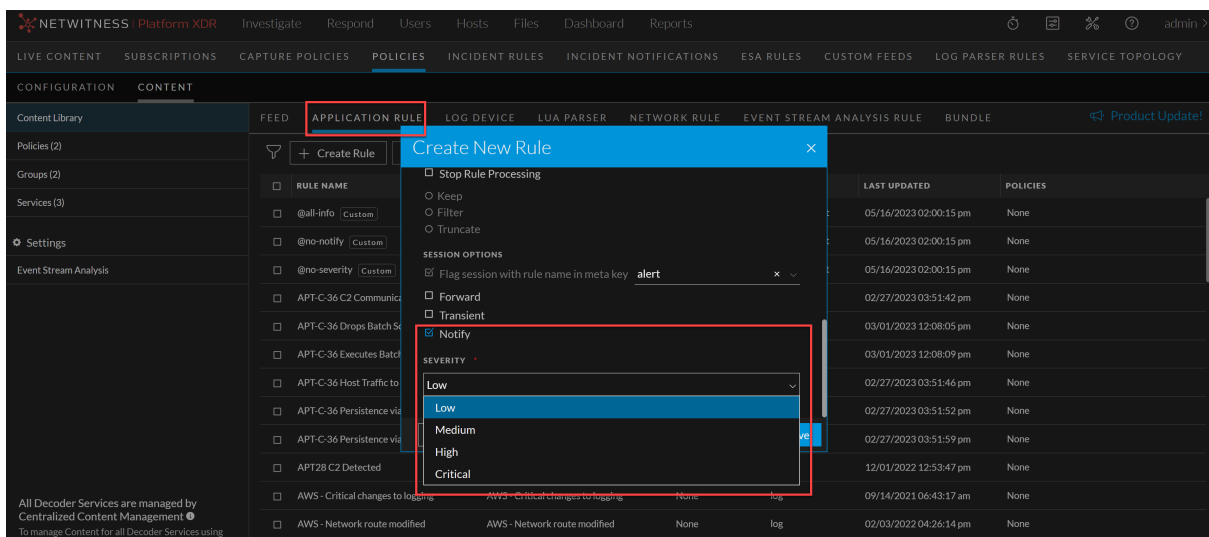 NETWITNESS Platform XDR Investigate Respond Users Hosts Files Dashboard Reports admin
LIVE CONTENT SUBSCRIPTIONS CAPTURE POLICIES POLICIES INCIDENT RULES INCIDENT NOTIFICATIONS ESA RULES CUSTOM FEEDS LOG PARSER RULES SERVICE TOPOLOGY
CONFIGURATION CONTENT
Content Library
Policies (2)
Groups (2)
Services (3)
Settings
Event Stream Analysis
All Decoder Services are managed by
Centralized Content Management
To manage Content for all Decoder Services using
FEED APPLICATION RULE LOG DEVICE LUA PARSER NETWORK RULE EVENT STREAM ANALYSIS RULE BUNDLE Product Update!
+ Create Rule
RULE NAME LAST UPDATED POLICIES
@all-info Custom 05/16/2023 02:00:15 pm None
@no-notify Custom 05/16/2023 02:00:15 pm None
@no-severity Custom 05/16/2023 02:00:15 pm None
APT-C-36 C2 Communica 02/27/2023 03:51:42 pm None
APT-C-36 Drops Batch Sc 03/01/2023 12:08:05 pm None
APT-C-36 Executes Batch 03/01/2023 12:08:09 pm None
APT-C-36 Host Traffic to 02/27/2023 03:51:46 pm None
APT-C-36 Persistence via 02/27/2023 03:51:52 pm None
APT-C-36 Persistence via 02/27/2023 03:51:59 pm None
APT28 C2 Detected 12/01/2022 12:53:47 pm None
AWS - Critical changes to logging AWS - Critical changes to logging None log 09/14/2021 06:43:17 am None
AWS - Network route modified AWS - Network route modified None log 02/03/2022 04:26:14 pm None
Create New Rule ×
Stop Rule Processing
Keep
Filter
Truncate
SESSION OPTIONS
Flag session with rule name in meta key alert ×
Forward
Transient
Notify
SEVERITY *
Low
Low
Medium
High
Critical